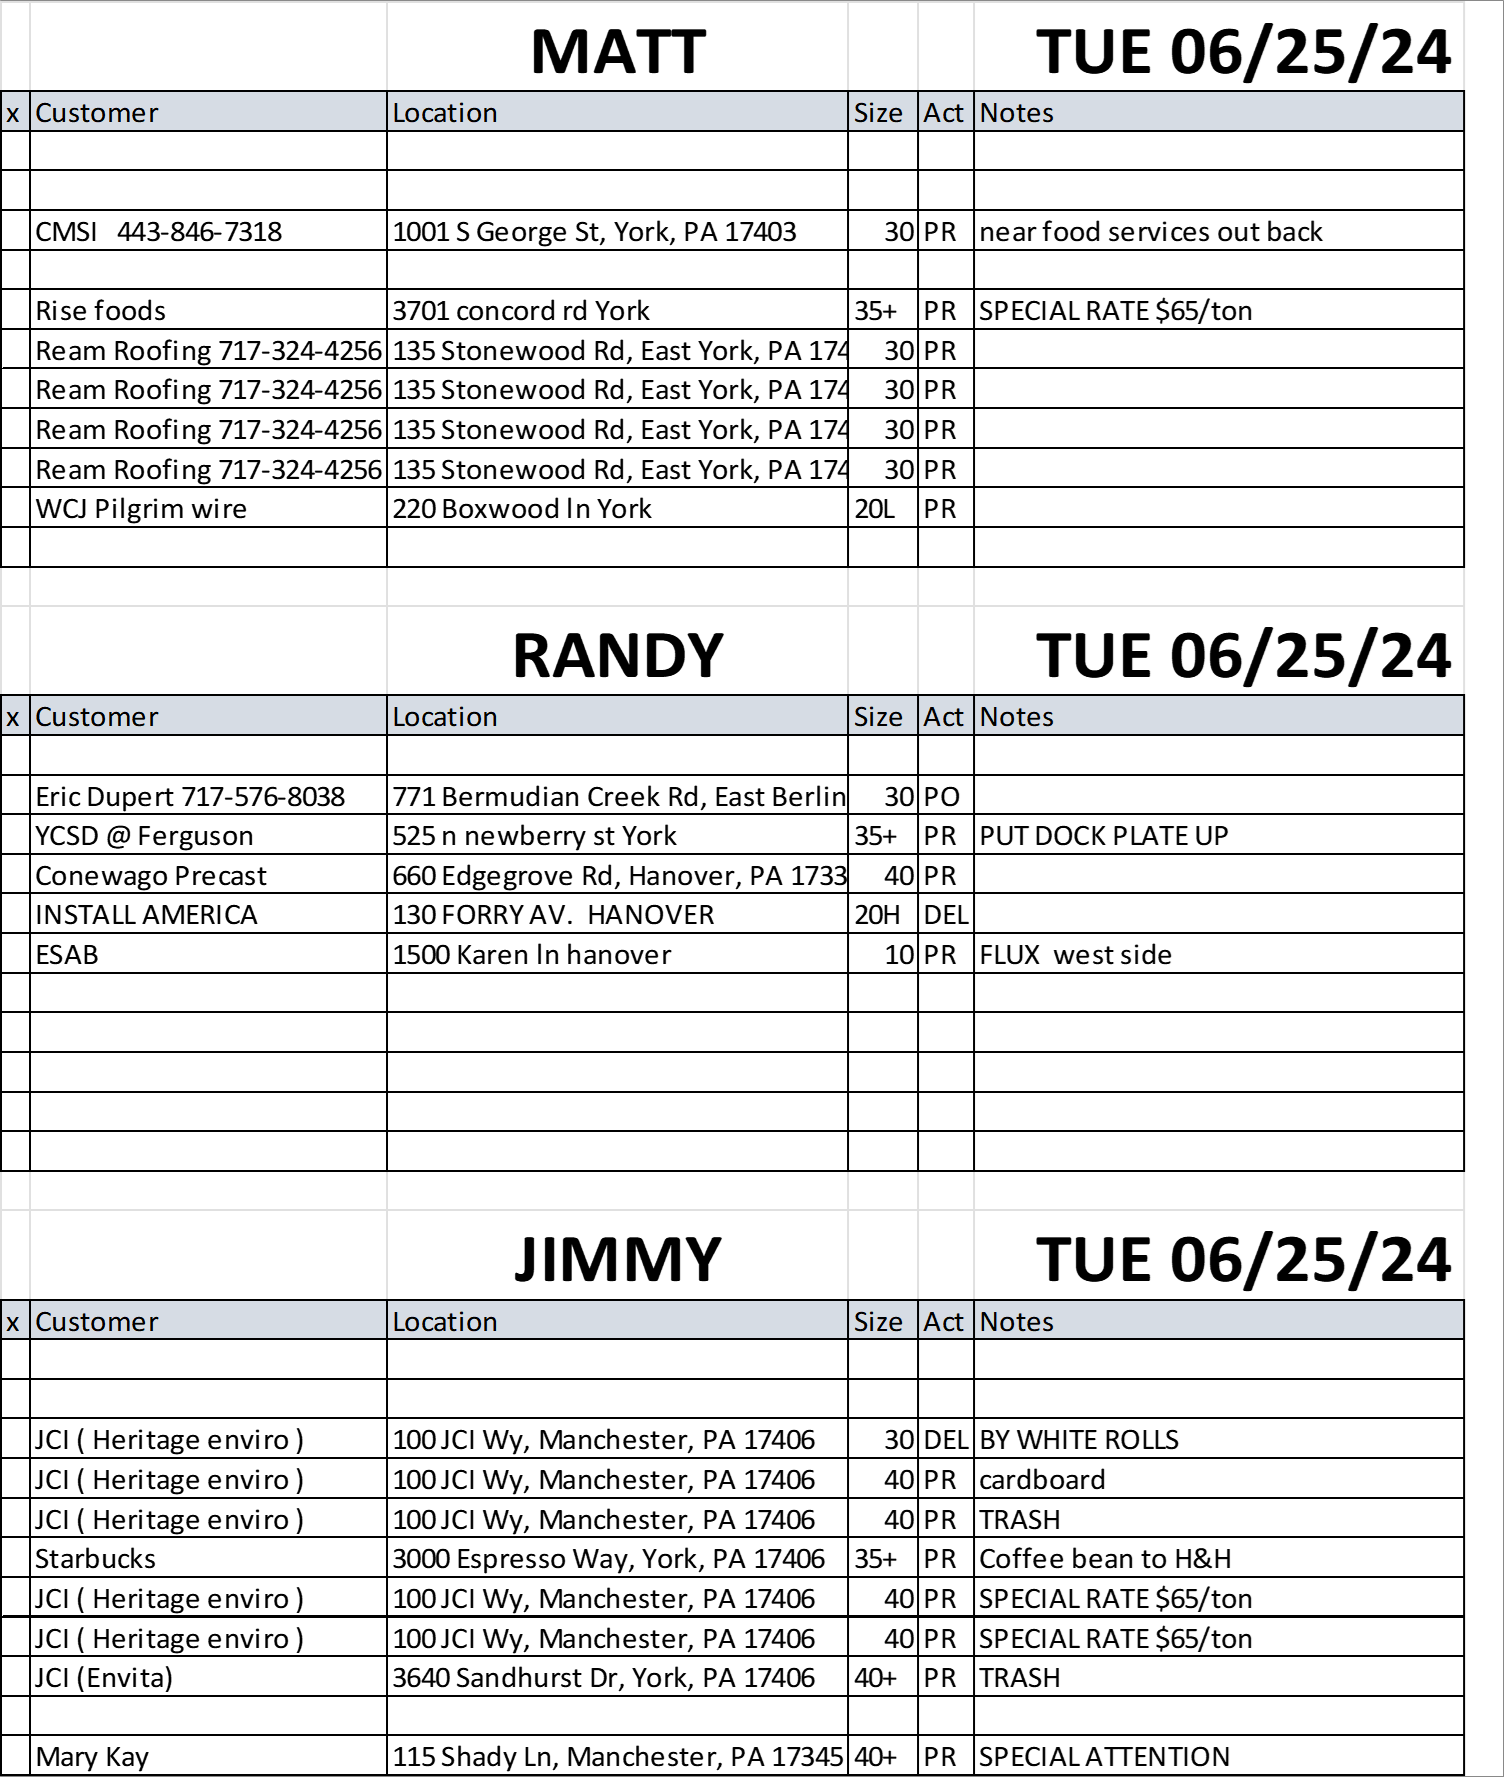 MATT TUE 06/25/24
x Customer Location Size Act Notes
CMSI 443-846-7318 1001 S George St, York, PA 17403 30 PR near food services out back
Rise foods 3701 concord rd York 35+ PR SPECIAL RATE $65/ton
Ream Roofing 717-324-4256 135 Stonewood Rd, East York, PA 174 30 PR
Ream Roofing 717-324-4256 135 Stonewood Rd, East York, PA 174 30 PR
Ream Roofing 717-324-4256 135 Stonewood Rd, East York, PA 174 30 PR
Ream Roofing 717-324-4256 135 Stonewood Rd, East York, PA 174 30 PR
WCJ Pilgrim wire 220 Boxwood ln York 20L PR
RANDY TUE 06/25/24
x Customer Location Size Act Notes
Eric Dupert 717-576-8038 771 Bermudian Creek Rd, East Berlin 30 PO
YCSD @ Ferguson 525 n newberry st York 35+ PR PUT DOCK PLATE UP
Conewago Precast 660 Edgegrove Rd, Hanover, PA 1733 40 PR
INSTALL AMERICA 130 FORRY AV. HANOVER 20H DEL
ESAB 1500 Karen ln hanover 10 PR FLUX west side
JIMMY TUE 06/25/24
x Customer Location Size Act Notes
JCI ( Heritage enviro ) 100 JCI Wy, Manchester, PA 17406 30 DEL BY WHITE ROLLS
JCI ( Heritage enviro ) 100 JCI Wy, Manchester, PA 17406 40 PR cardboard
JCI ( Heritage enviro ) 100 JCI Wy, Manchester, PA 17406 40 PR TRASH
Starbucks 3000 Espresso Way, York, PA 17406 35+ PR Coffee bean to H&H
JCI ( Heritage enviro ) 100 JCI Wy, Manchester, PA 17406 40 PR SPECIAL RATE $65/ton
JCI ( Heritage enviro ) 100 JCI Wy, Manchester, PA 17406 40 PR SPECIAL RATE $65/ton
JCI (Envita) 3640 Sandhurst Dr, York, PA 17406 40+ PR TRASH
Mary Kay 115 Shady Ln, Manchester, PA 17345 40+ PR SPECIAL ATTENTION